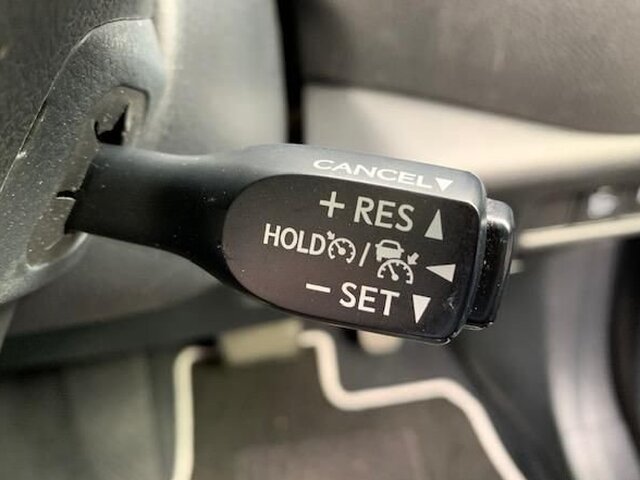 CANCEL▼
+ RES ▲
HOLD / ◀
− SET ▼